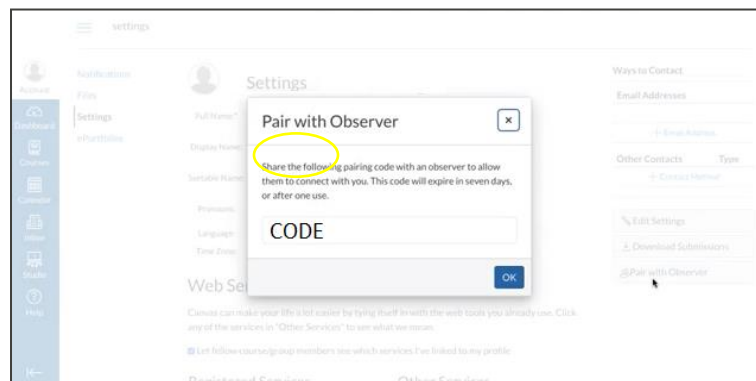 settings
Account
Dashboard
Courses
Calendar
Inbox
Studio
Help
Notifications
Files
Settings
ePortfolios
Settings
Full Name:*
Display Name:
Sortable Name:
Pronouns:
Language:
Time Zone:
Pair with Observer
×
Share the following pairing code with an observer to allow
them to connect with you. This code will expire in seven days,
or after one use.
CODE
OK
Ways to Contact
Email Addresses
+ Email Address
Other Contacts Type
+ Contact Method
Edit Settings
Download Submissions
Pair with Observer
Web Se
Canvas can make your life a lot easier by tying itself in with the web tools you already use. Click
any of the services in "Other Services" to see what we mean.
Let fellow course/group members see which services I've linked to my profile
Registered Services Other Services